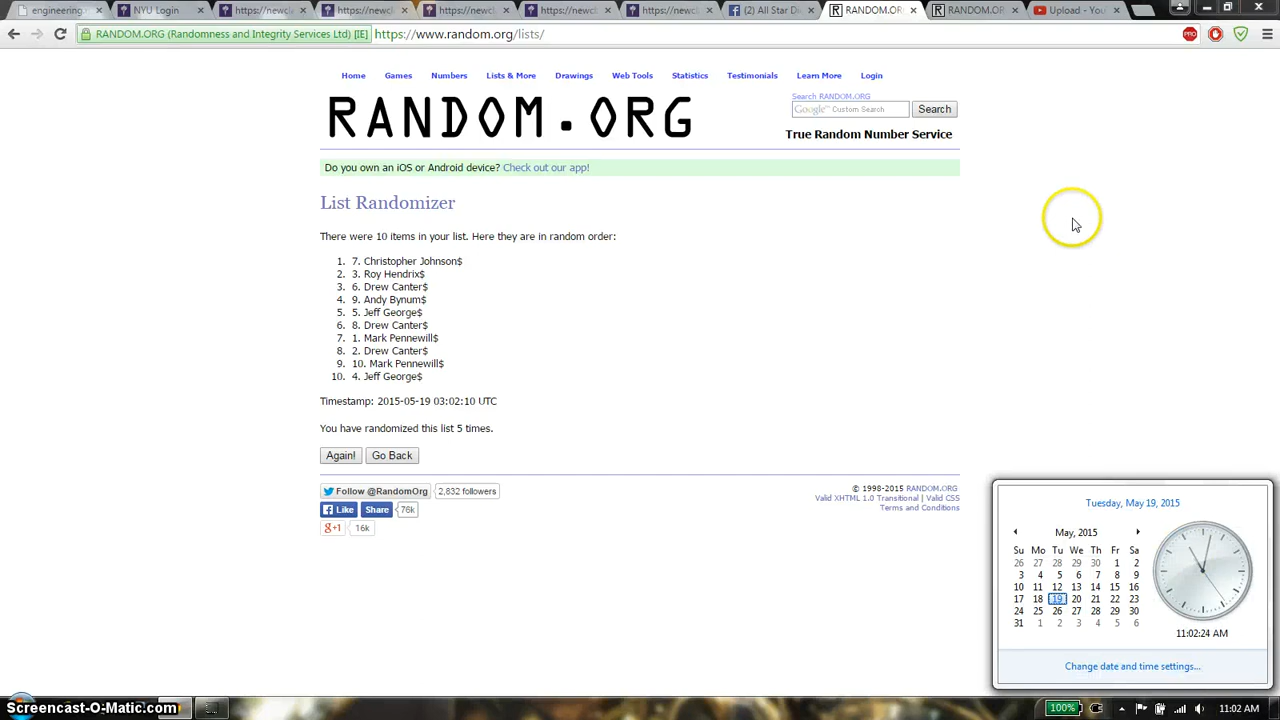 engineering.
NYU Login
https://newcl
https://newcl
https://newcl
https://newcl
https://newcl
(2) All Star De
RANDOM.OR
RANDOM.OR
Upload - You
RANDOM.ORG (Randomness and Integrity Services Ltd) [IE] https://www.random.org/lists/
PRO
Home Games Numbers Lists & More Drawings Web Tools Statistics Testimonials Learn More Login
RANDOM.ORG
Search RANDOM.ORG
Google™ Custom Search Search
True Random Number Service
Do you own an iOS or Android device? Check out our app!
List Randomizer
There were 10 items in your list. Here they are in random order:
1. 7. Christopher Johnson$
2. 3. Roy Hendrix$
3. 6. Drew Canter$
4. 9. Andy Bynum$
5. 5. Jeff George$
6. 8. Drew Canter$
7. 1. Mark Pennewill$
8. 2. Drew Canter$
9. 10. Mark Pennewill$
10. 4. Jeff George$
Timestamp: 2015-05-19 03:02:10 UTC
You have randomized this list 5 times.
Again! Go Back
Follow @RandomOrg 2,832 followers
Like Share 76k
g+1 16k
© 1998-2015 RANDOM.ORG
Valid XHTML 1.0 Transitional | Valid CSS
Terms and Conditions
Tuesday, May 19, 2015
May, 2015
Su Mo Tu We Th Fr Sa
26 27 28 29 30 1 2
3 4 5 6 7 8 9
10 11 12 13 14 15 16
17 18 19 20 21 22 23
24 25 26 27 28 29 30
31 1 2 3 4 5 6
11:02:24 AM
Change date and time settings...
Screencast-O-Matic.com
100%
11:02 AM